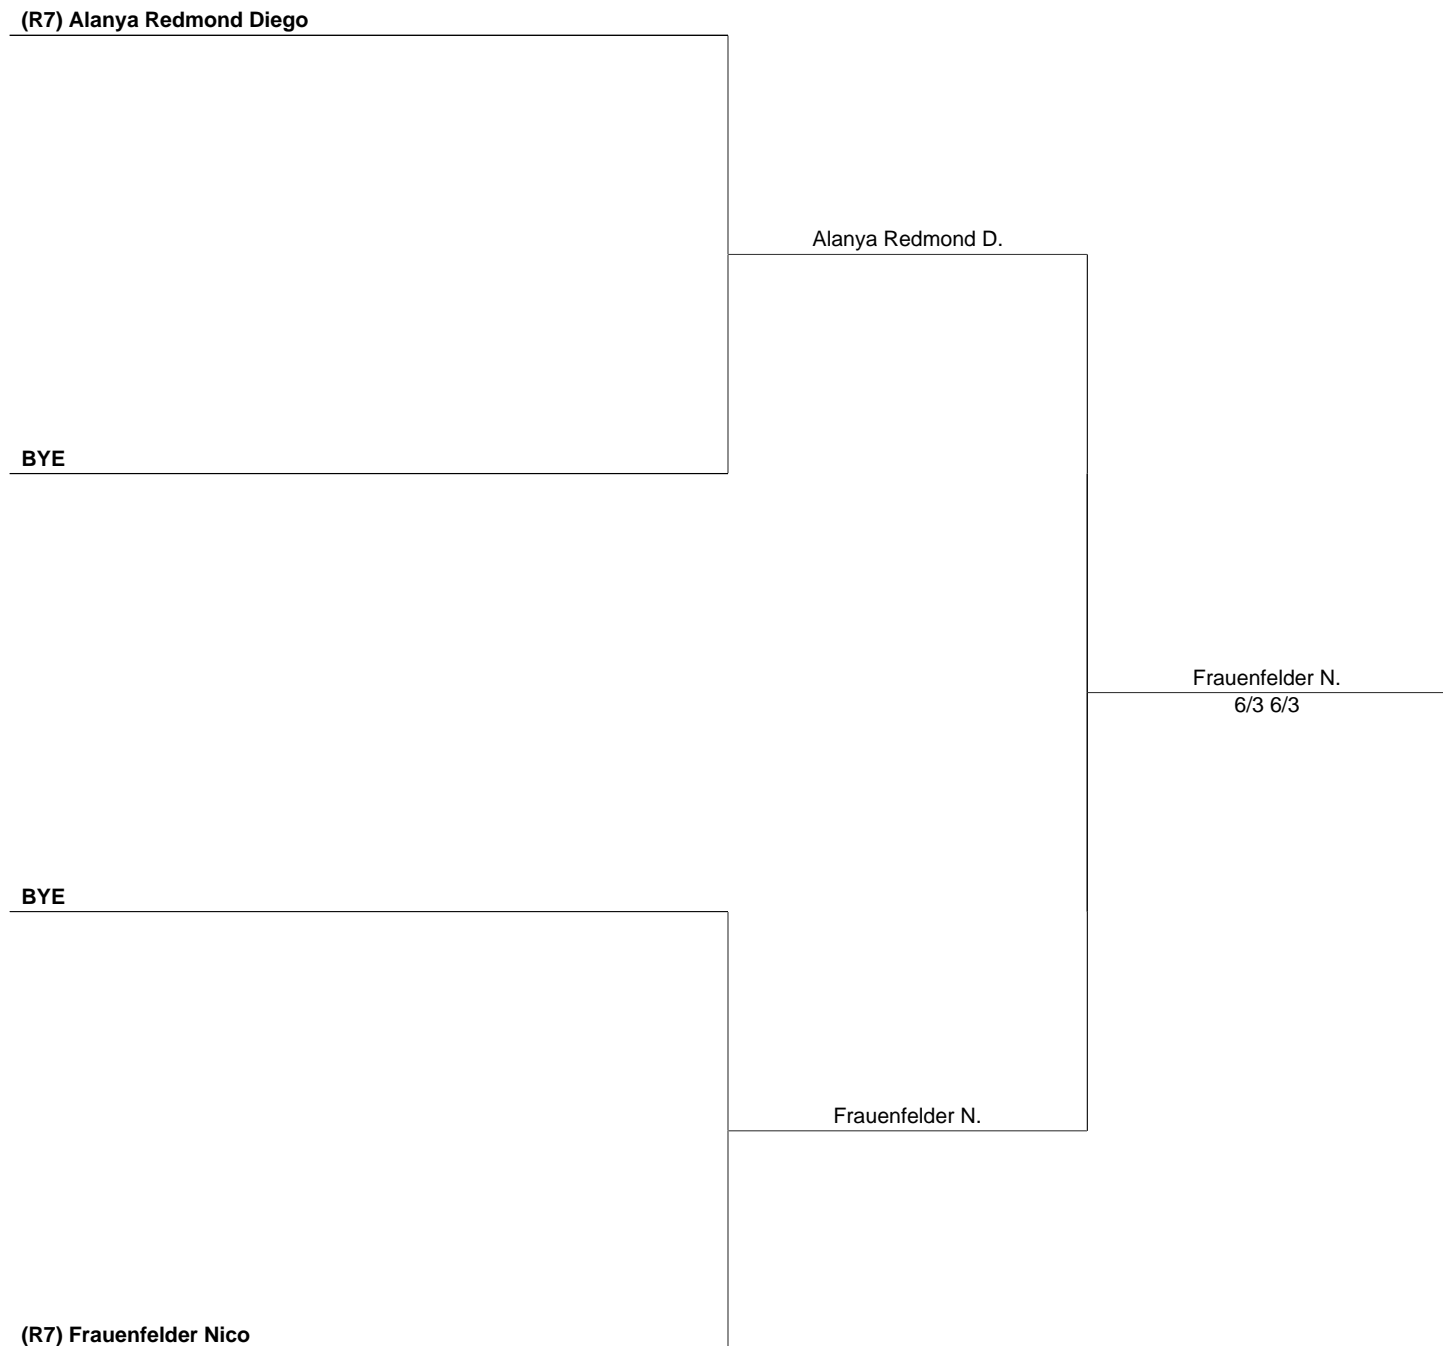 (R7) Alanya Redmond Diego
Alanya Redmond D.
BYE
Frauenfelder N.
6/3 6/3
BYE
Frauenfelder N.
(R7) Frauenfelder Nico